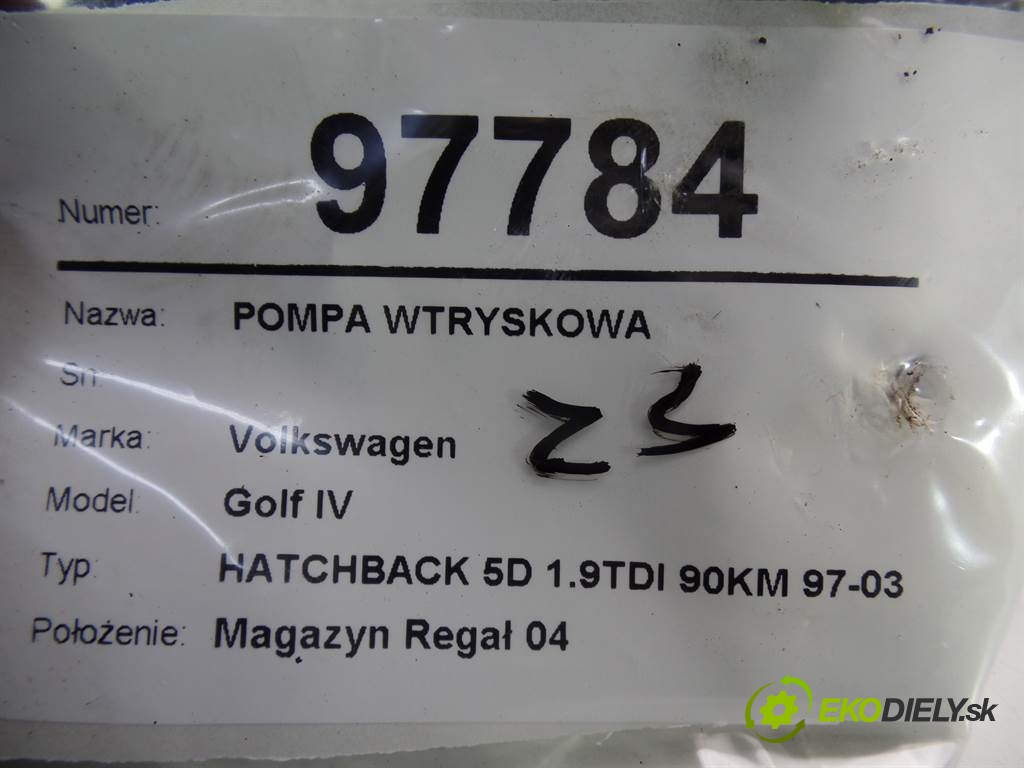 Numer: 97784
Nazwa: POMPA WTRYSKOWA
Sn
Marka: Volkswagen
Model: Golf IV
Typ: HATCHBACK 5D 1.9TDI 90KM 97-03
Położenie: Magazyn Regał 04
EKODIELY.sk